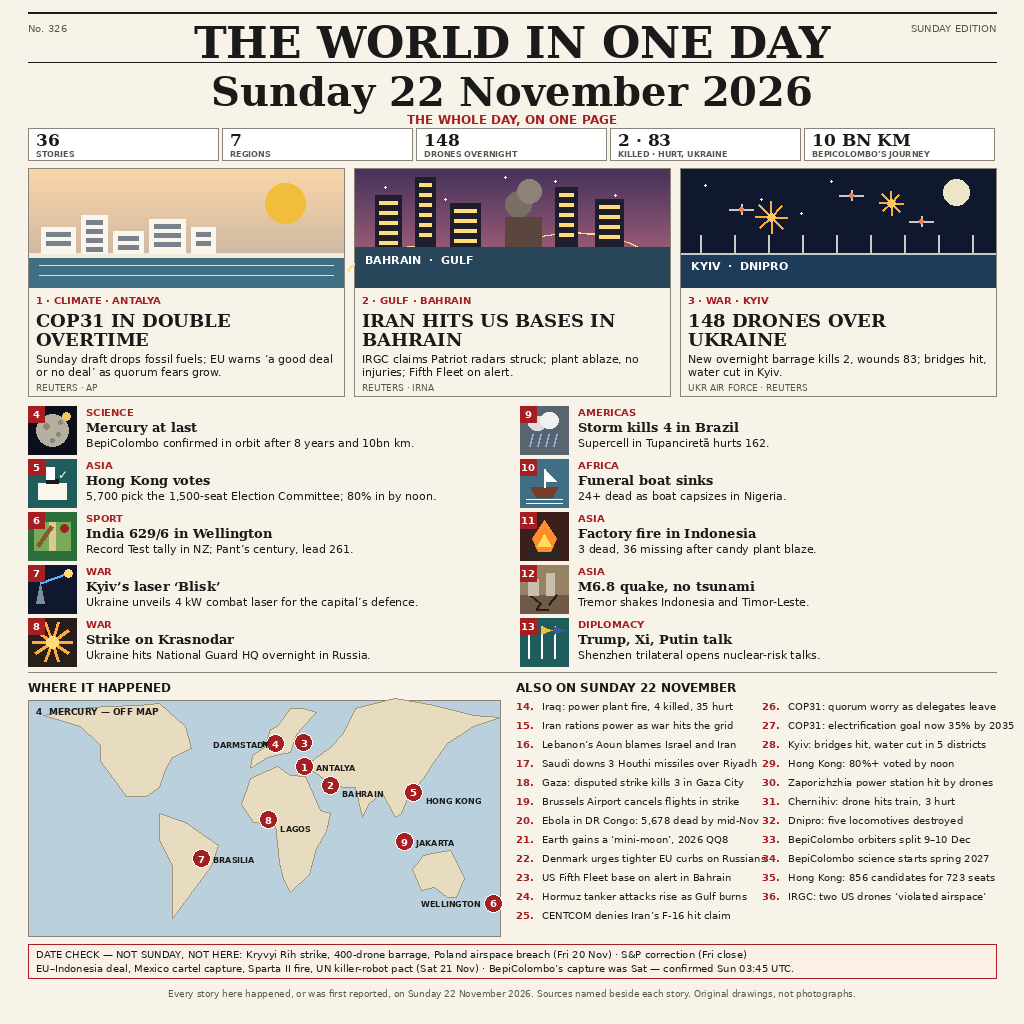 No. 326
THE WORLD IN ONE DAY
SUNDAY EDITION
Sunday 22 November 2026
THE WHOLE DAY, ON ONE PAGE
36
STORIES
7
REGIONS
148
DRONES OVERNIGHT
2 · 83
KILLED · HURT, UKRAINE
10 BN KM
BEPICOLOMBO’S JOURNEY
1 · CLIMATE · ANTALYA
COP31 IN DOUBLE
OVERTIME
Sunday draft drops fossil fuels; EU warns ‘a good deal
or no deal’ as quorum fears grow.
REUTERS · AP
BAHRAIN · GULF
2 · GULF · BAHRAIN
IRAN HITS US BASES IN
BAHRAIN
IRGC claims Patriot radars struck; plant ablaze, no
injuries; Fifth Fleet on alert.
REUTERS · IRNA
KYIV · DNIPRO
3 · WAR · KYIV
148 DRONES OVER
UKRAINE
New overnight barrage kills 2, wounds 83; bridges hit,
water cut in Kyiv.
UKR AIR FORCE · REUTERS
4
SCIENCE
Mercury at last
BepiColombo confirmed in orbit after 8 years and 10bn km.
5
ASIA
Hong Kong votes
5,700 pick the 1,500-seat Election Committee; 80% in by noon.
6
SPORT
India 629/6 in Wellington
Record Test tally in NZ; Pant’s century, lead 261.
7
WAR
Kyiv’s laser ‘Blisk’
Ukraine unveils 4 kW combat laser for the capital’s defence.
8
WAR
Strike on Krasnodar
Ukraine hits National Guard HQ overnight in Russia.
9
AMERICAS
Storm kills 4 in Brazil
Supercell in Tupanciretã hurts 162.
10
AFRICA
Funeral boat sinks
24+ dead as boat capsizes in Nigeria.
11
ASIA
Factory fire in Indonesia
3 dead, 36 missing after candy plant blaze.
12
ASIA
M6.8 quake, no tsunami
Tremor shakes Indonesia and Timor-Leste.
13
DIPLOMACY
Trump, Xi, Putin talk
Shenzhen trilateral opens nuclear-risk talks.
WHERE IT HAPPENED
4 MERCURY — OFF MAP
DARMSTADT 4
3
1 ANTALYA
2 BAHRAIN
5 HONG KONG
8 LAGOS
9 JAKARTA
7 BRASILIA
WELLINGTON 6
ALSO ON SUNDAY 22 NOVEMBER
14. Iraq: power plant fire, 4 killed, 35 hurt
15. Iran rations power as war hits the grid
16. Lebanon’s Aoun blames Israel and Iran
17. Saudi downs 3 Houthi missiles over Riyadh
18. Gaza: disputed strike kills 3 in Gaza City
19. Brussels Airport cancels flights in strike
20. Ebola in DR Congo: 5,678 dead by mid-Nov
21. Earth gains a ‘mini-moon’, 2026 QQ8
22. Denmark urges tighter EU curbs on Russians
23. US Fifth Fleet base on alert in Bahrain
24. Hormuz tanker attacks rise as Gulf burns
25. CENTCOM denies Iran’s F-16 hit claim
26. COP31: quorum worry as delegates leave
27. COP31: electrification goal now 35% by 2035
28. Kyiv: bridges hit, water cut in 5 districts
29. Hong Kong: 80%+ voted by noon
30. Zaporizhzhia power station hit by drones
31. Chernihiv: drone hits train, 3 hurt
32. Dnipro: five locomotives destroyed
33. BepiColombo orbiters split 9–10 Dec
34. BepiColombo science starts spring 2027
35. Hong Kong: 856 candidates for 723 seats
36. IRGC: two US drones ‘violated airspace’
DATE CHECK — NOT SUNDAY, NOT HERE: Kryvyi Rih strike, 400-drone barrage, Poland airspace breach (Fri 20 Nov) · S&P correction (Fri close)
EU–Indonesia deal, Mexico cartel capture, Sparta II fire, UN killer-robot pact (Sat 21 Nov) · BepiColombo’s capture was Sat — confirmed Sun 03:45 UTC.
Every story here happened, or was first reported, on Sunday 22 November 2026. Sources named beside each story. Original drawings, not photographs.